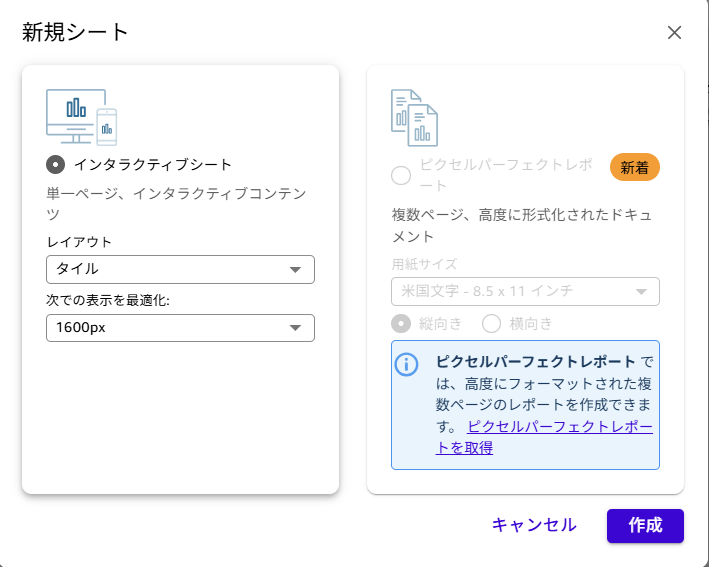 新規シート
インタラクティブシート
単一ページ、インタラクティブコンテン
ツ
レイアウト
タイル
次での表示を最適化:
1600px
ピクセルパーフェクトレポ
ート
新着
複数ページ、高度に形式化されたドキュ
メント
用紙サイズ
米国文字 - 8.5 x 11 インチ
縦向き 横向き
ピクセルパーフェクトレポート で
は、高度にフォーマットされた複
数ページのレポートを作成できま
す。 ピクセルパーフェクトレポー
トを取得
キャンセル 作成